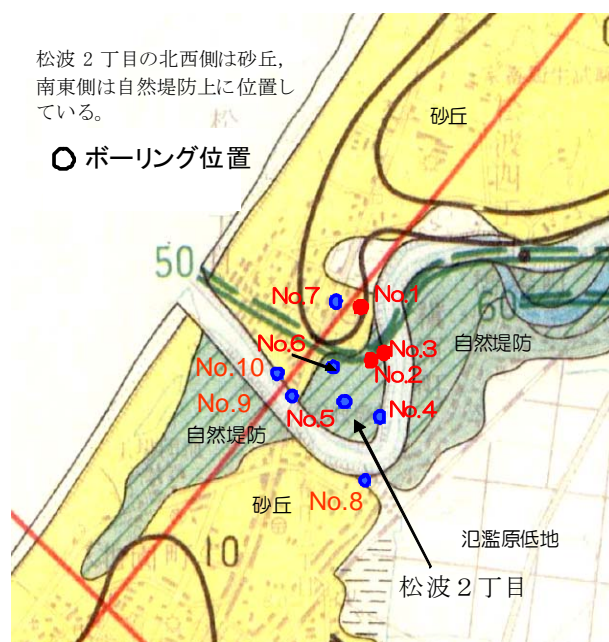 松波 2 丁目の北西側は砂丘,
南東側は自然堤防上に位置し
ている。
ボーリング位置
砂丘
50
No.7
No.1
60
No.6
No.3
自然堤防
No.10
No.2
No.9
No.5
No.4
自然堤防
砂丘
No.8
氾濫原低地
10
松波２丁目